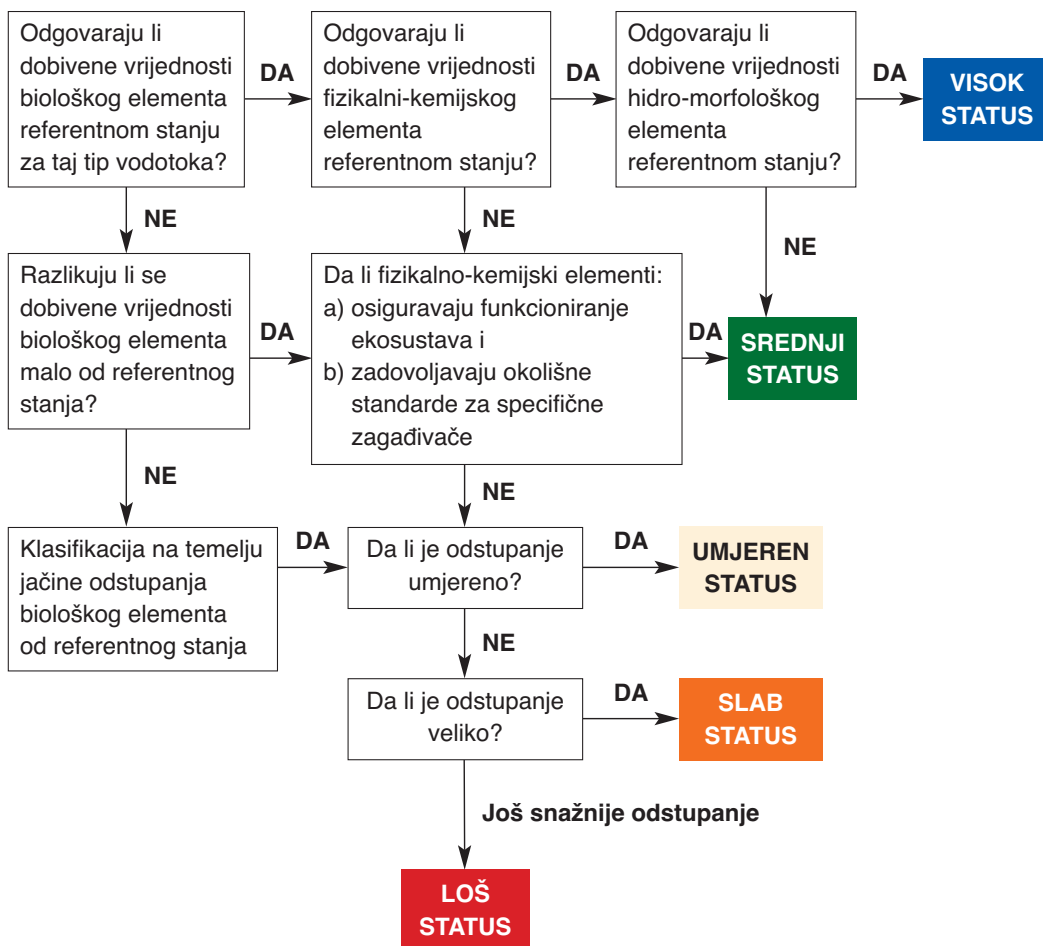 Odgovaraju li
dobivene vrijednosti
biološkog elementa
referentnom stanju
za taj tip vodotoka?
DA
Odgovaraju li
dobivene vrijednosti
fizikalni-kemijskog
elementa
referentnom stanju?
DA
Odgovaraju li
dobivene vrijednosti
hidro-morfološkog
elementa
referentnom stanju?
DA
VISOK
STATUS
NE
NE
NE
Razlikuju li se
dobivene vrijednosti
biološkog elementa
malo od referentnog
stanja?
DA
Da li fizikalno-kemijski elementi:
a) osiguravaju funkcioniranje
ekosustava i
b) zadovoljavaju okolišne
standarde za specifične
zagađivače
DA
SREDNJI
STATUS
NE
NE
Klasifikacija na temelju
jačine odstupanja
biološkog elementa
od referentnog stanja
DA
Da li je odstupanje
umjereno?
DA
UMJEREN
STATUS
NE
Da li je odstupanje
veliko?
DA
SLAB
STATUS
Još snažnije odstupanje
LOŠ
STATUS